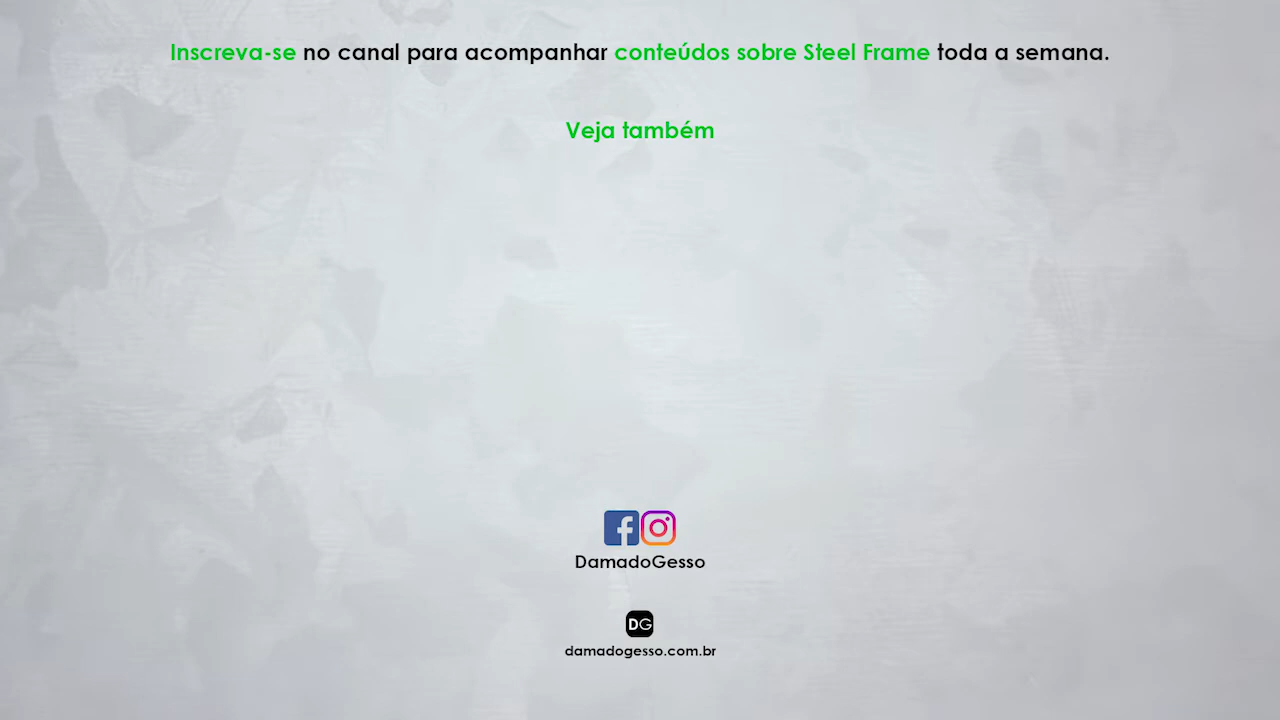 Inscreva-se no canal para acompanhar conteúdos sobre Steel Frame toda a semana.
Veja também
DamadoGesso
DG
damadogesso.com.br